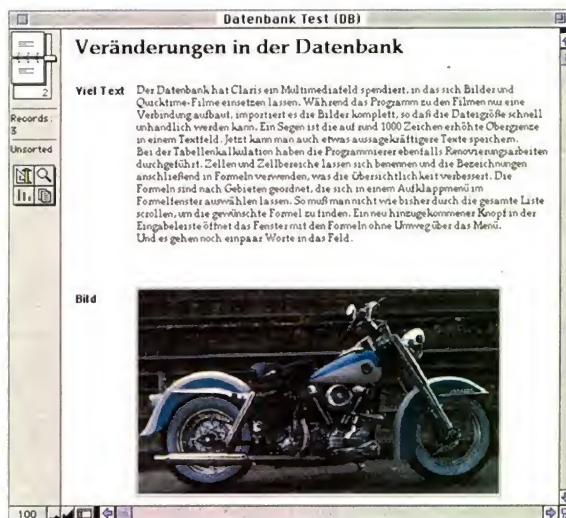 Datenbank Test (DB)
2
Records:
3
Unsorted
Veränderungen in der Datenbank
Viel Text
Der Datenbank hat Claris ein Multimediafeld spendiert, in das sich Bilder und
Quicktime-Filme einsetzen lassen. Während das Programm zu den Filmen nur eine
Verbindung aufbaut, importiert es die Bilder komplett, so daß die Dateigröße schnell
unhandlich werden kann. Ein Segen ist die auf rund 1000 Zeichen erhöhte Obergrenze
in einem Textfeld. Jetzt kann man auch etwas aussagekräftigere Texte speichern.
Bei der Tabellenkalkulation haben die Programmierer ebenfalls Renovierungsarbeiten
durchgeführt. Zellen und Zellbereiche lassen sich benennen und die Bezeichnungen
anschließend in Formeln verwenden, was die Übersichtlichkeit verbessert. Die
Formeln sind nach Gebieten geordnet, die sich in einem Aufklappmenü im
Formelfenster auswählen lassen. So muß man nicht wie bisher durch die gesamte Liste
scrollen, um die gewünschte Formel zu finden. Ein neu hinzugekommener Knopf in der
Eingabeleiste öffnet das Fenster mit den Formeln ohne Umweg über das Menü.
Und es gehen noch ein paar Worte in das Feld.
Bild
100